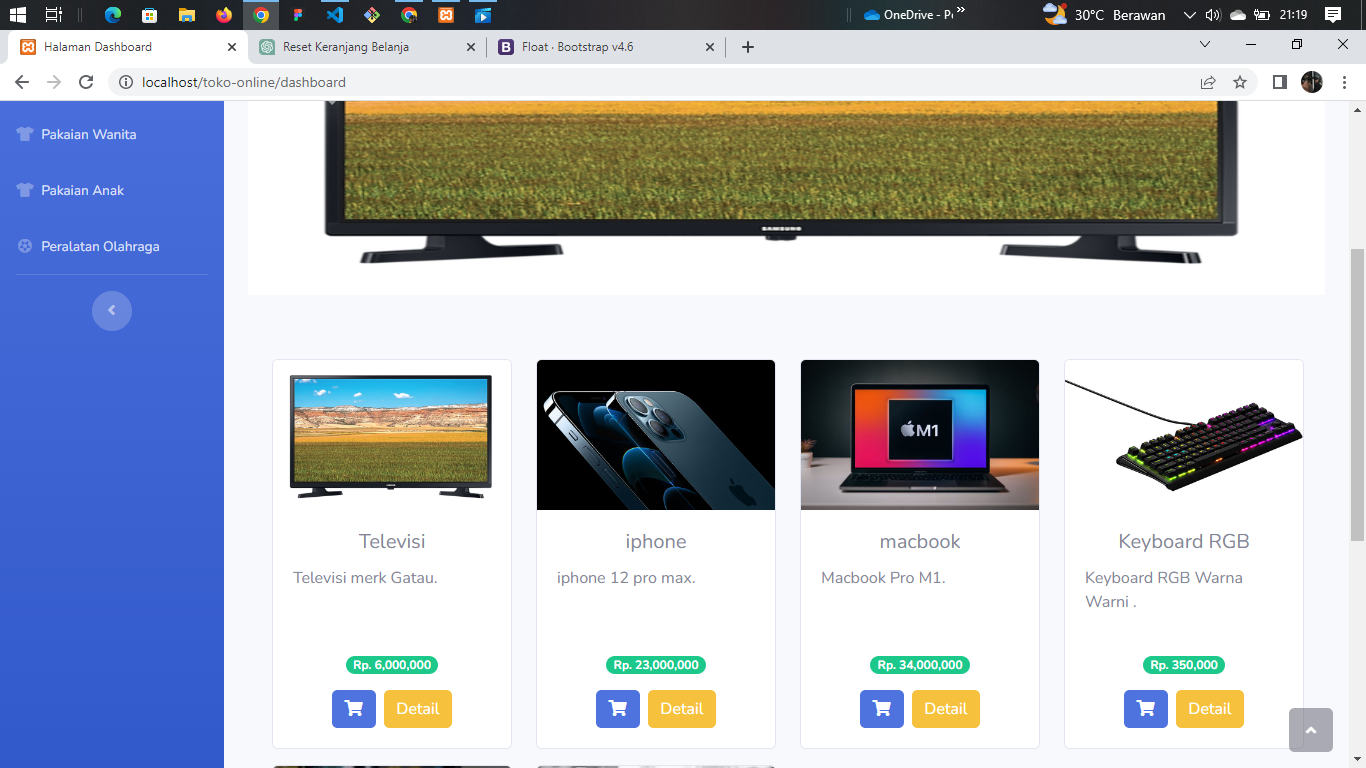 OneDrive - P
30°C Berawan
21:19
Halaman Dashboard
Reset Keranjang Belanja
Float · Bootstrap v4.6
localhost/toko-online/dashboard
Pakaian Wanita
Pakaian Anak
Peralatan Olahraga
SAMSUNG
M1
Televisi
iphone
macbook
Keyboard RGB
Televisi merk Gatau.
iphone 12 pro max.
Macbook Pro M1.
Keyboard RGB Warna
Warni .
Rp. 6,000,000
Rp. 23,000,000
Rp. 34,000,000
Rp. 350,000
Detail
Detail
Detail
Detail